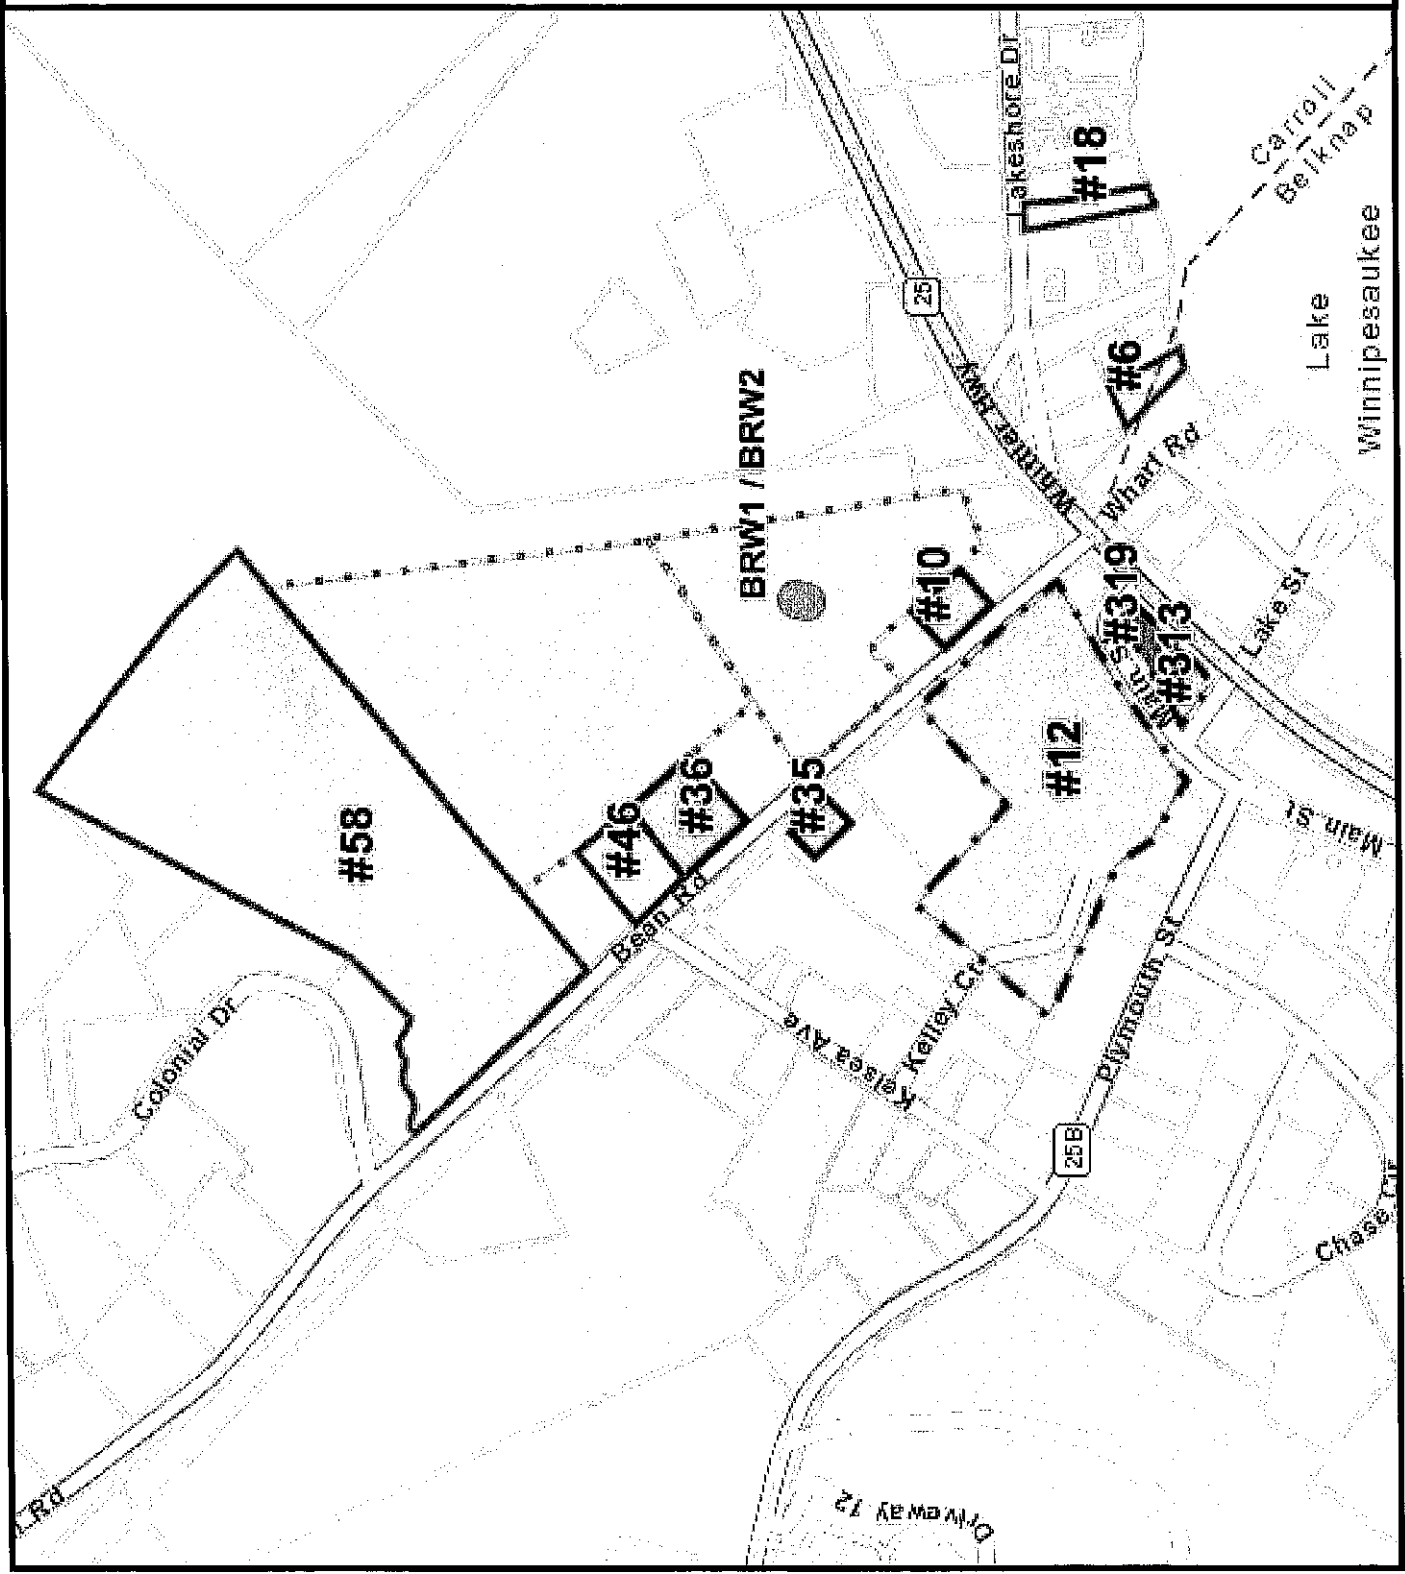 Lakeshore Dr
Carroll
Belknap
#18
25
Lake
Winnipesaukee
#6
Whittier Hwy
Wharf Rd
BRW1 / BRW2
#10
#319
#313
Main St
Lake St
#58
#46
#36
#35
#12
Bean Rd
Main St
Colonial Dr
Kelsea Ave
Kelley Ct
Plymouth St
25B
Chase Cir
Rd
Driveway 12